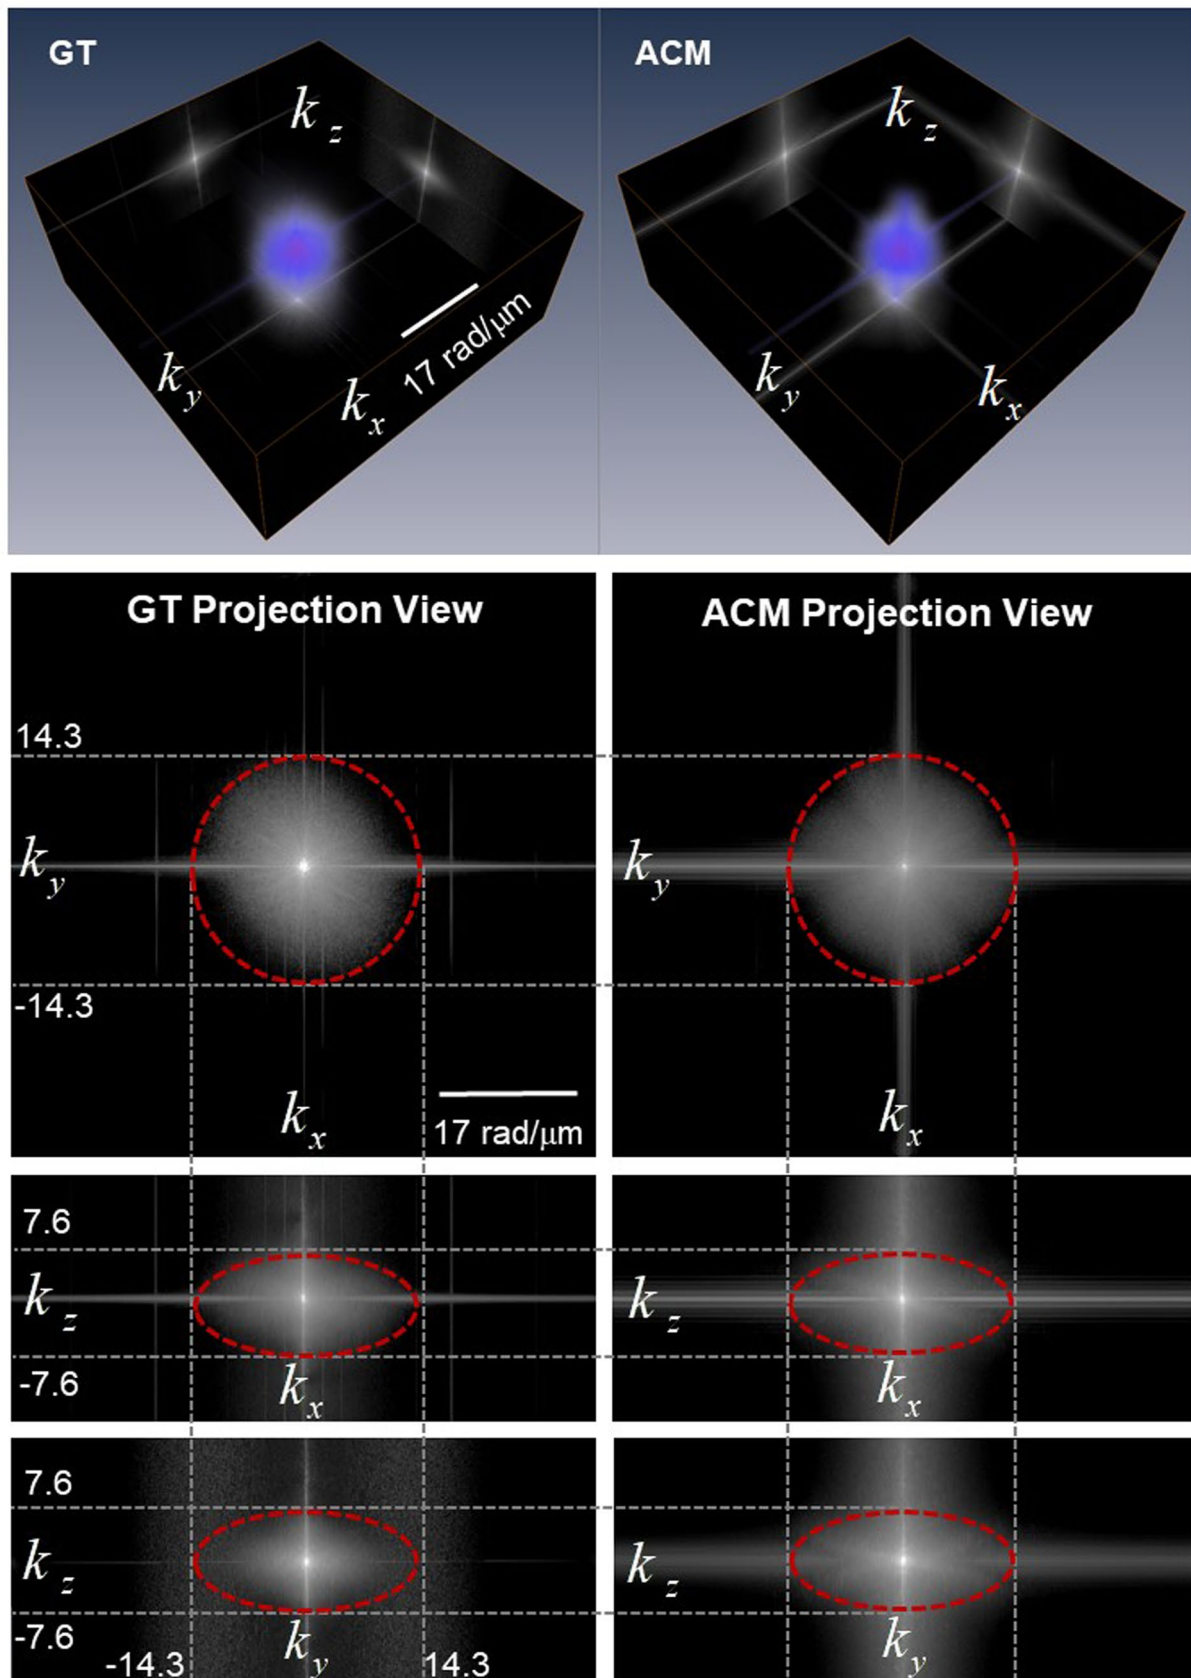 GT
ACM
k z
k z
17 rad/μm
k y
k x
k y
k x
GT Projection View
ACM Projection View
14.3
k y
k y
-14.3
k x
17 rad/μm
k x
7.6
k z
k z
-7.6
k x
k x
7.6
k z
k z
-7.6
k y
k y
-14.3
14.3